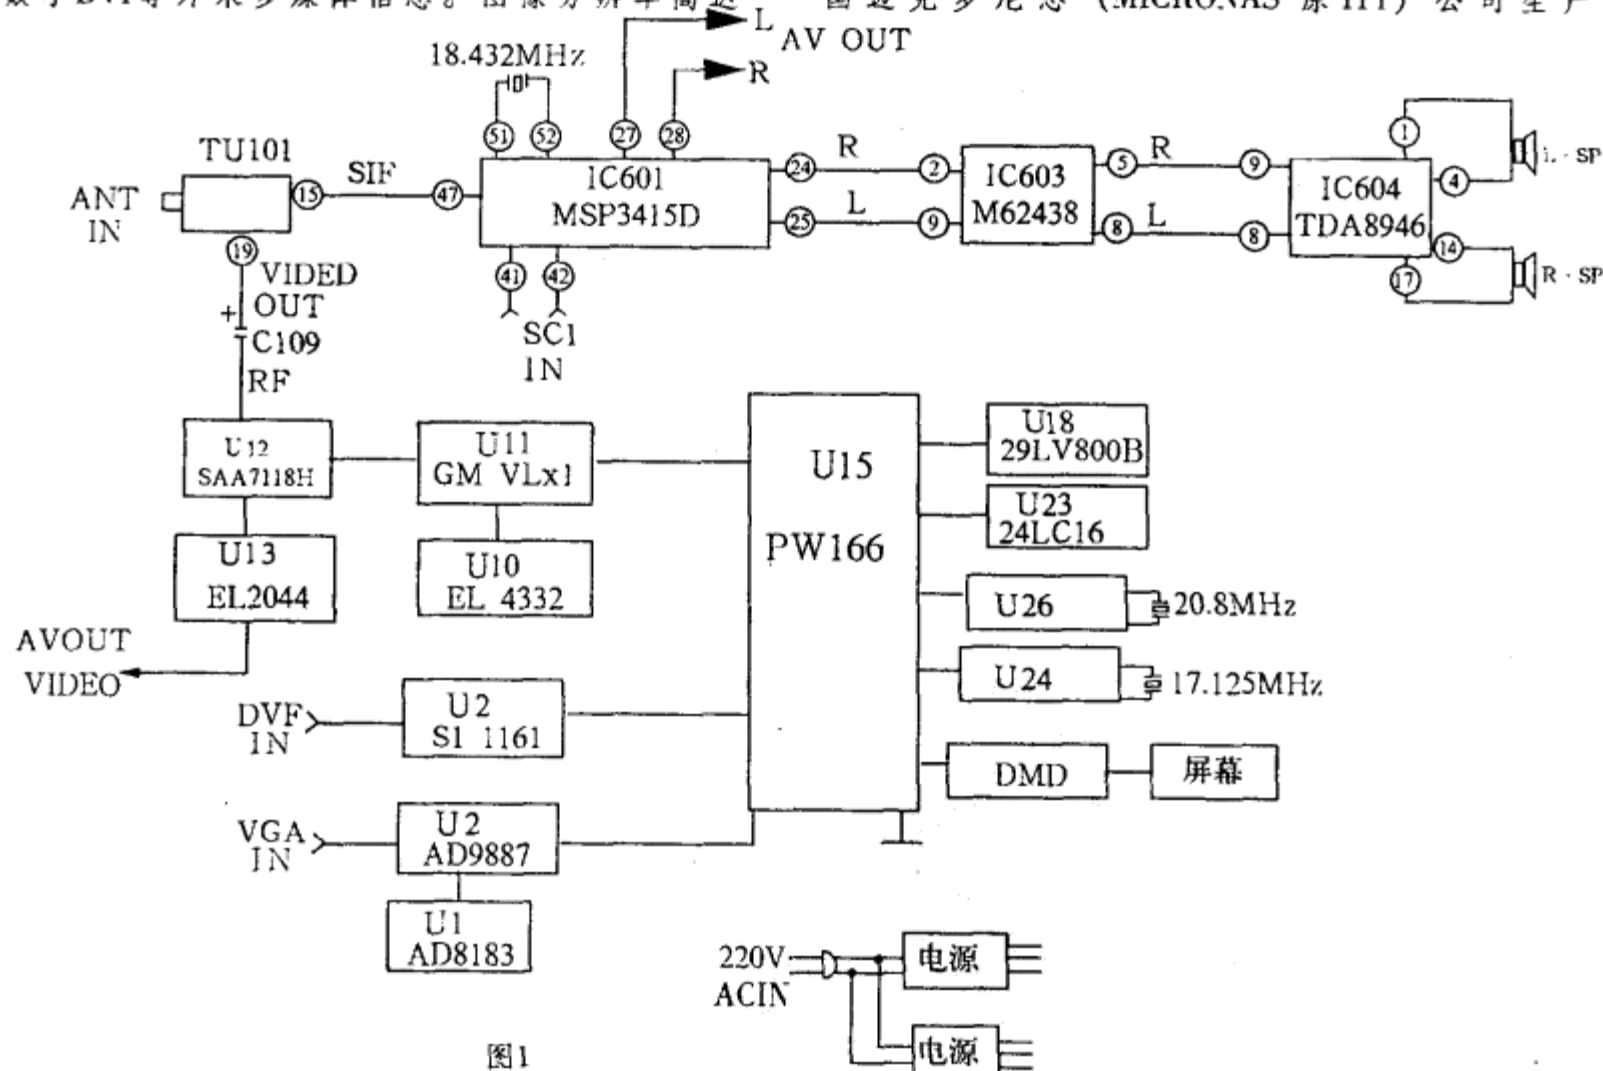 L
AV OUT
18.432MHz
R
51
52
27
28
TU101
SIF
ANT
IN
15
47
IC601
MSP3415D
24
R
2
25
L
9
IC603
M62438
5
R
9
8
L
8
IC604
TDA8946
1
4
L·SP
14
17
R·SP
19
VIDED
OUT
+
C109
RF
41
42
SC1
IN
U12
SAA7118H
U11
GM VLx1
U15
PW166
U18
29LV800B
U23
24LC16
U13
EL2044
U10
EL 4332
U26
20.8MHz
AVOUT
VIDEO
U24
17.125MHz
DVF
IN
U2
S1 1161
DMD
屏幕
VGA
IN
U2
AD9887
U1
AD8183
220V
ACIN
电源
电源
图1